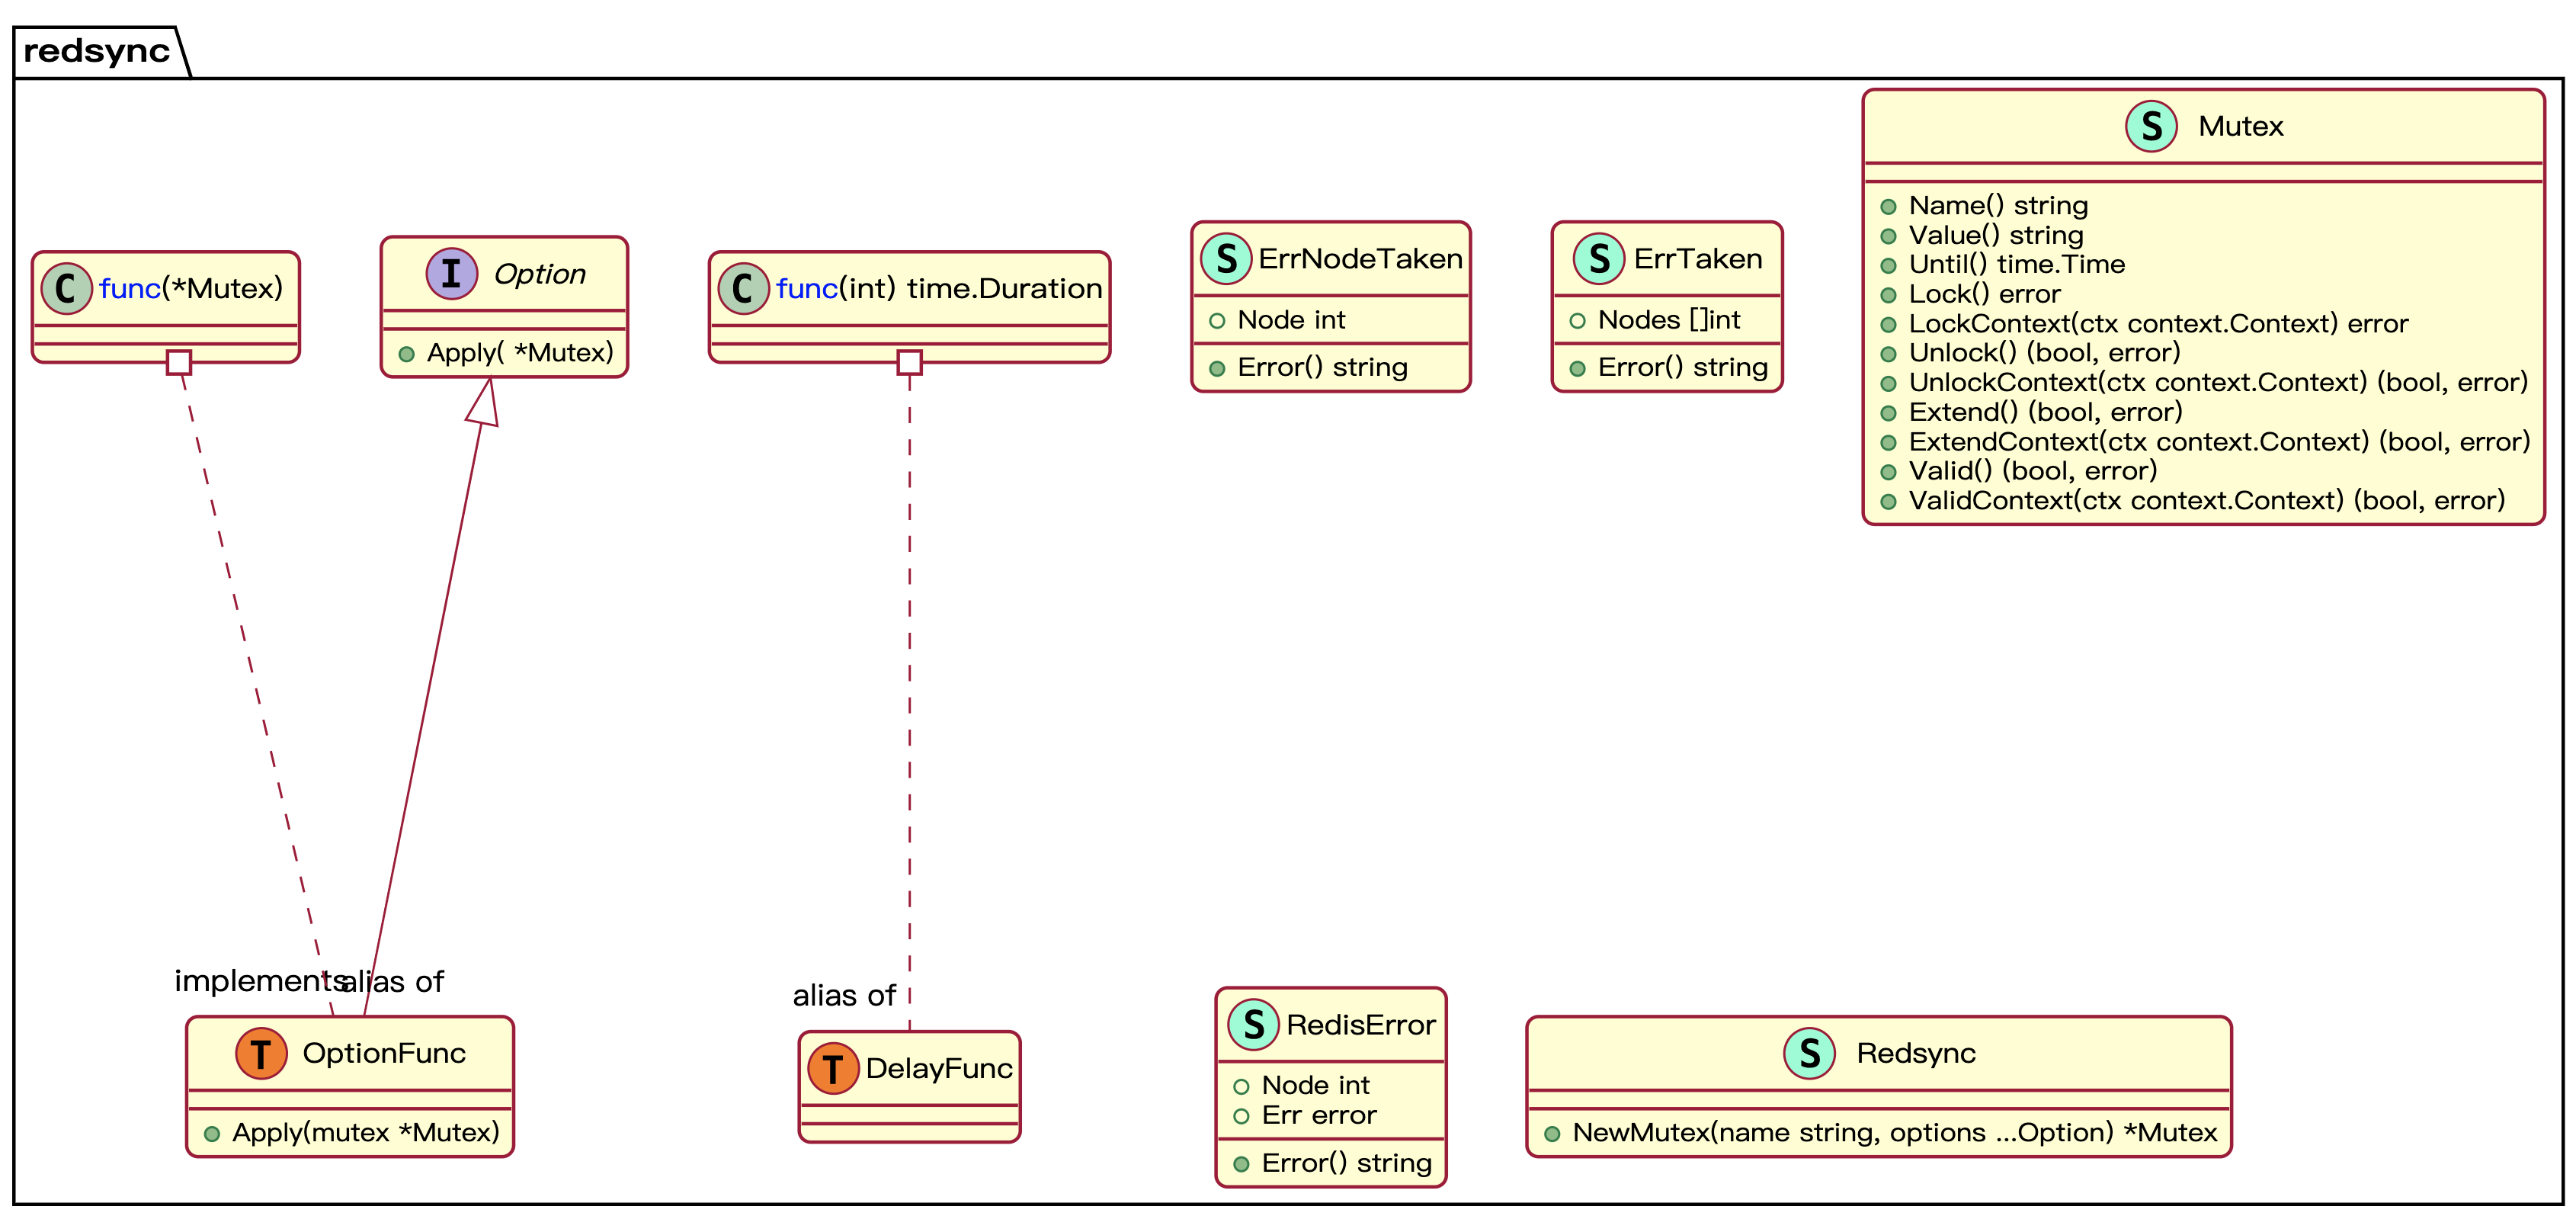 redsync
C func(*Mutex)
I Option
Apply( *Mutex)
C func(int) time.Duration
S ErrNodeTaken
Node int
Error() string
S ErrTaken
Nodes []int
Error() string
S Mutex
Name() string
Value() string
Until() time.Time
Lock() error
LockContext(ctx context.Context) error
Unlock() (bool, error)
UnlockContext(ctx context.Context) (bool, error)
Extend() (bool, error)
ExtendContext(ctx context.Context) (bool, error)
Valid() (bool, error)
ValidContext(ctx context.Context) (bool, error)
implements
alias of
alias of
T OptionFunc
Apply(mutex *Mutex)
T DelayFunc
S RedisError
Node int
Err error
Error() string
S Redsync
NewMutex(name string, options ...Option) *Mutex